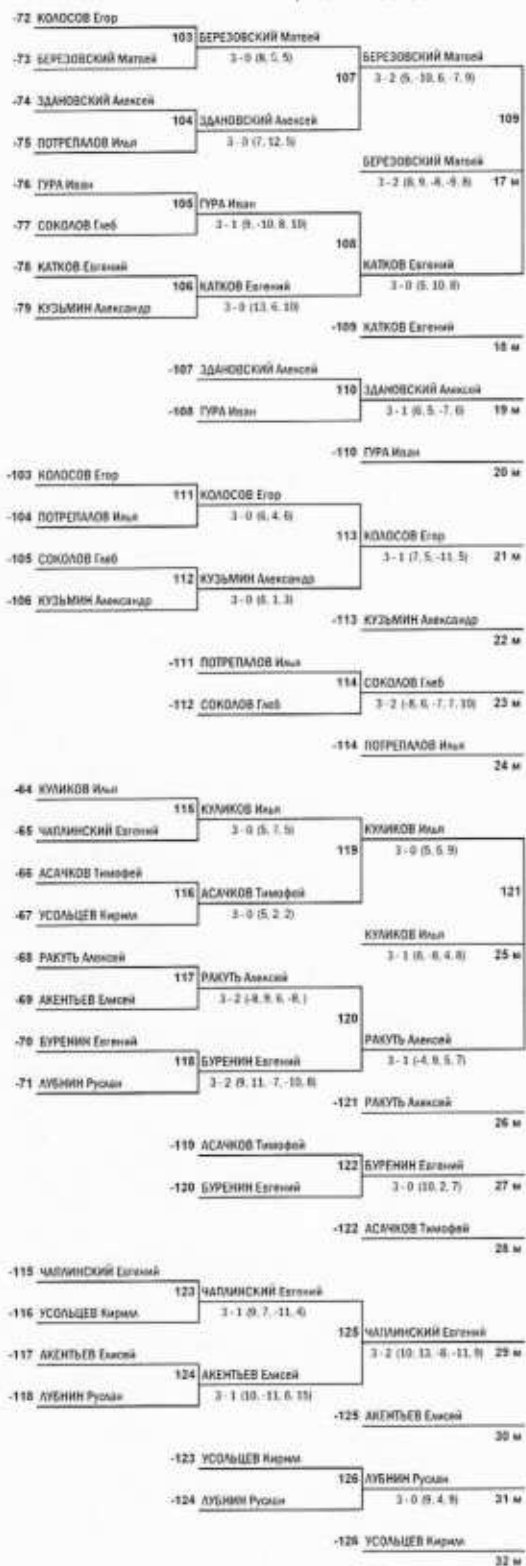 -72 КОЛОСОВ Егор
103 БЕРЕЗОВСКИЙ Матвей
-73 БЕРЕЗОВСКИЙ Матвей
3 - 0 (8, 5, 5)
БЕРЕЗОВСКИЙ Матвей
107
3 - 2 (5, -10, 6, -7, 9)
-74 ЗДАНОВСКИЙ Алексей
104 ЗДАНОВСКИЙ Алексей
109
-75 ПОТРЕПАЛОВ Илья
3 - 0 (7, 12, 5)
БЕРЕЗОВСКИЙ Матвей
-76 ГУРА Иван
3 - 2 (8, 9, -8, -9, 8) 17 м
105 ГУРА Иван
-77 СОКОЛОВ Глеб
3 - 1 (9, -10, 8, 10)
108
-78 КАТКОВ Евгений
КАТКОВ Евгений
106 КАТКОВ Евгений
3 - 0 (5, 10, 8)
-79 КУЗЬМИН Александр
3 - 0 (13, 6, 10)
-109 КАТКОВ Евгений
18 м
-107 ЗДАНОВСКИЙ Алексей
110 ЗДАНОВСКИЙ Алексей
-108 ГУРА Иван
3 - 1 (6, 5, -7, 6) 19 м
-110 ГУРА Иван
20 м
-103 КОЛОСОВ Егор
111 КОЛОСОВ Егор
-104 ПОТРЕПАЛОВ Илья
3 - 0 (6, 4, 6)
113 КОЛОСОВ Егор
-105 СОКОЛОВ Глеб
3 - 1 (7, 5, -11, 5) 21 м
112 КУЗЬМИН Александр
-106 КУЗЬМИН Александр
3 - 0 (6, 1, 3)
-113 КУЗЬМИН Александр
22 м
-111 ПОТРЕПАЛОВ Илья
114 СОКОЛОВ Глеб
-112 СОКОЛОВ Глеб
3 - 2 (-8, 6, -7, 7, 10) 23 м
-114 ПОТРЕПАЛОВ Илья
24 м
-64 КУЛИКОВ Илья
115 КУЛИКОВ Илья
-65 ЧАПЛИНСКИЙ Евгений
3 - 0 (5, 7, 5)
КУЛИКОВ Илья
119
3 - 0 (5, 5, 9)
-66 АСАЧКОВ Тимофей
116 АСАЧКОВ Тимофей
121
-67 УСОЛЬЦЕВ Кирим
3 - 0 (5, 2, 2)
КУЛИКОВ Илья
-68 РАКУТЬ Алексей
3 - 1 (6, -8, 4, 8) 25 м
117 РАКУТЬ Алексей
-69 АКЕНТЬЕВ Елисей
3 - 2 (-8, 9, 6, -8, )
120
-70 БУРЕНИН Евгений
РАКУТЬ Алексей
118 БУРЕНИН Евгений
3 - 1 (-4, 9, 5, 7)
-71 ЛУБНИН Руслан
3 - 2 (9, 11, -7, -10, 8)
-121 РАКУТЬ Алексей
26 м
-119 АСАЧКОВ Тимофей
122 БУРЕНИН Евгений
-120 БУРЕНИН Евгений
3 - 0 (10, 2, 7) 27 м
-122 АСАЧКОВ Тимофей
28 м
-115 ЧАПЛИНСКИЙ Евгений
123 ЧАПЛИНСКИЙ Евгений
-116 УСОЛЬЦЕВ Кирим
3 - 1 (9, 7, -11, 4)
125 ЧАПЛИНСКИЙ Евгений
-117 АКЕНТЬЕВ Елисей
3 - 2 (10, 13, -6, -11, 9) 29 м
124 АКЕНТЬЕВ Елисей
-118 ЛУБНИН Руслан
3 - 1 (10, -11, 6, 15)
-125 АКЕНТЬЕВ Елисей
30 м
-123 УСОЛЬЦЕВ Кирим
126 ЛУБНИН Руслан
-124 ЛУБНИН Руслан
3 - 0 (9, 4, 9) 31 м
-126 УСОЛЬЦЕВ Кирим
32 м